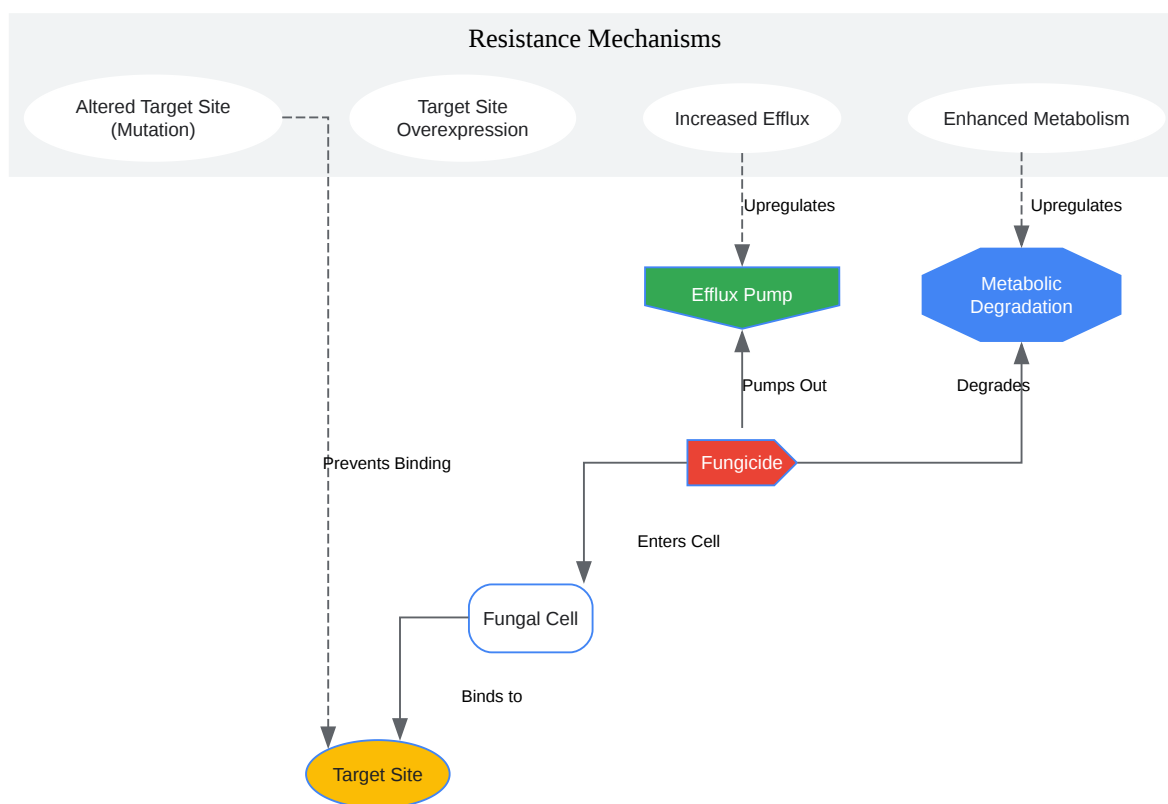 Resistance Mechanisms
Altered Target Site
(Mutation)
Target Site
Overexpression
Increased Efflux
Enhanced Metabolism
Upregulates
Upregulates
Efflux Pump
Metabolic
Degradation
Pumps Out
Degrades
Prevents Binding
Fungicide
Enters Cell
Fungal Cell
Binds to
Target Site